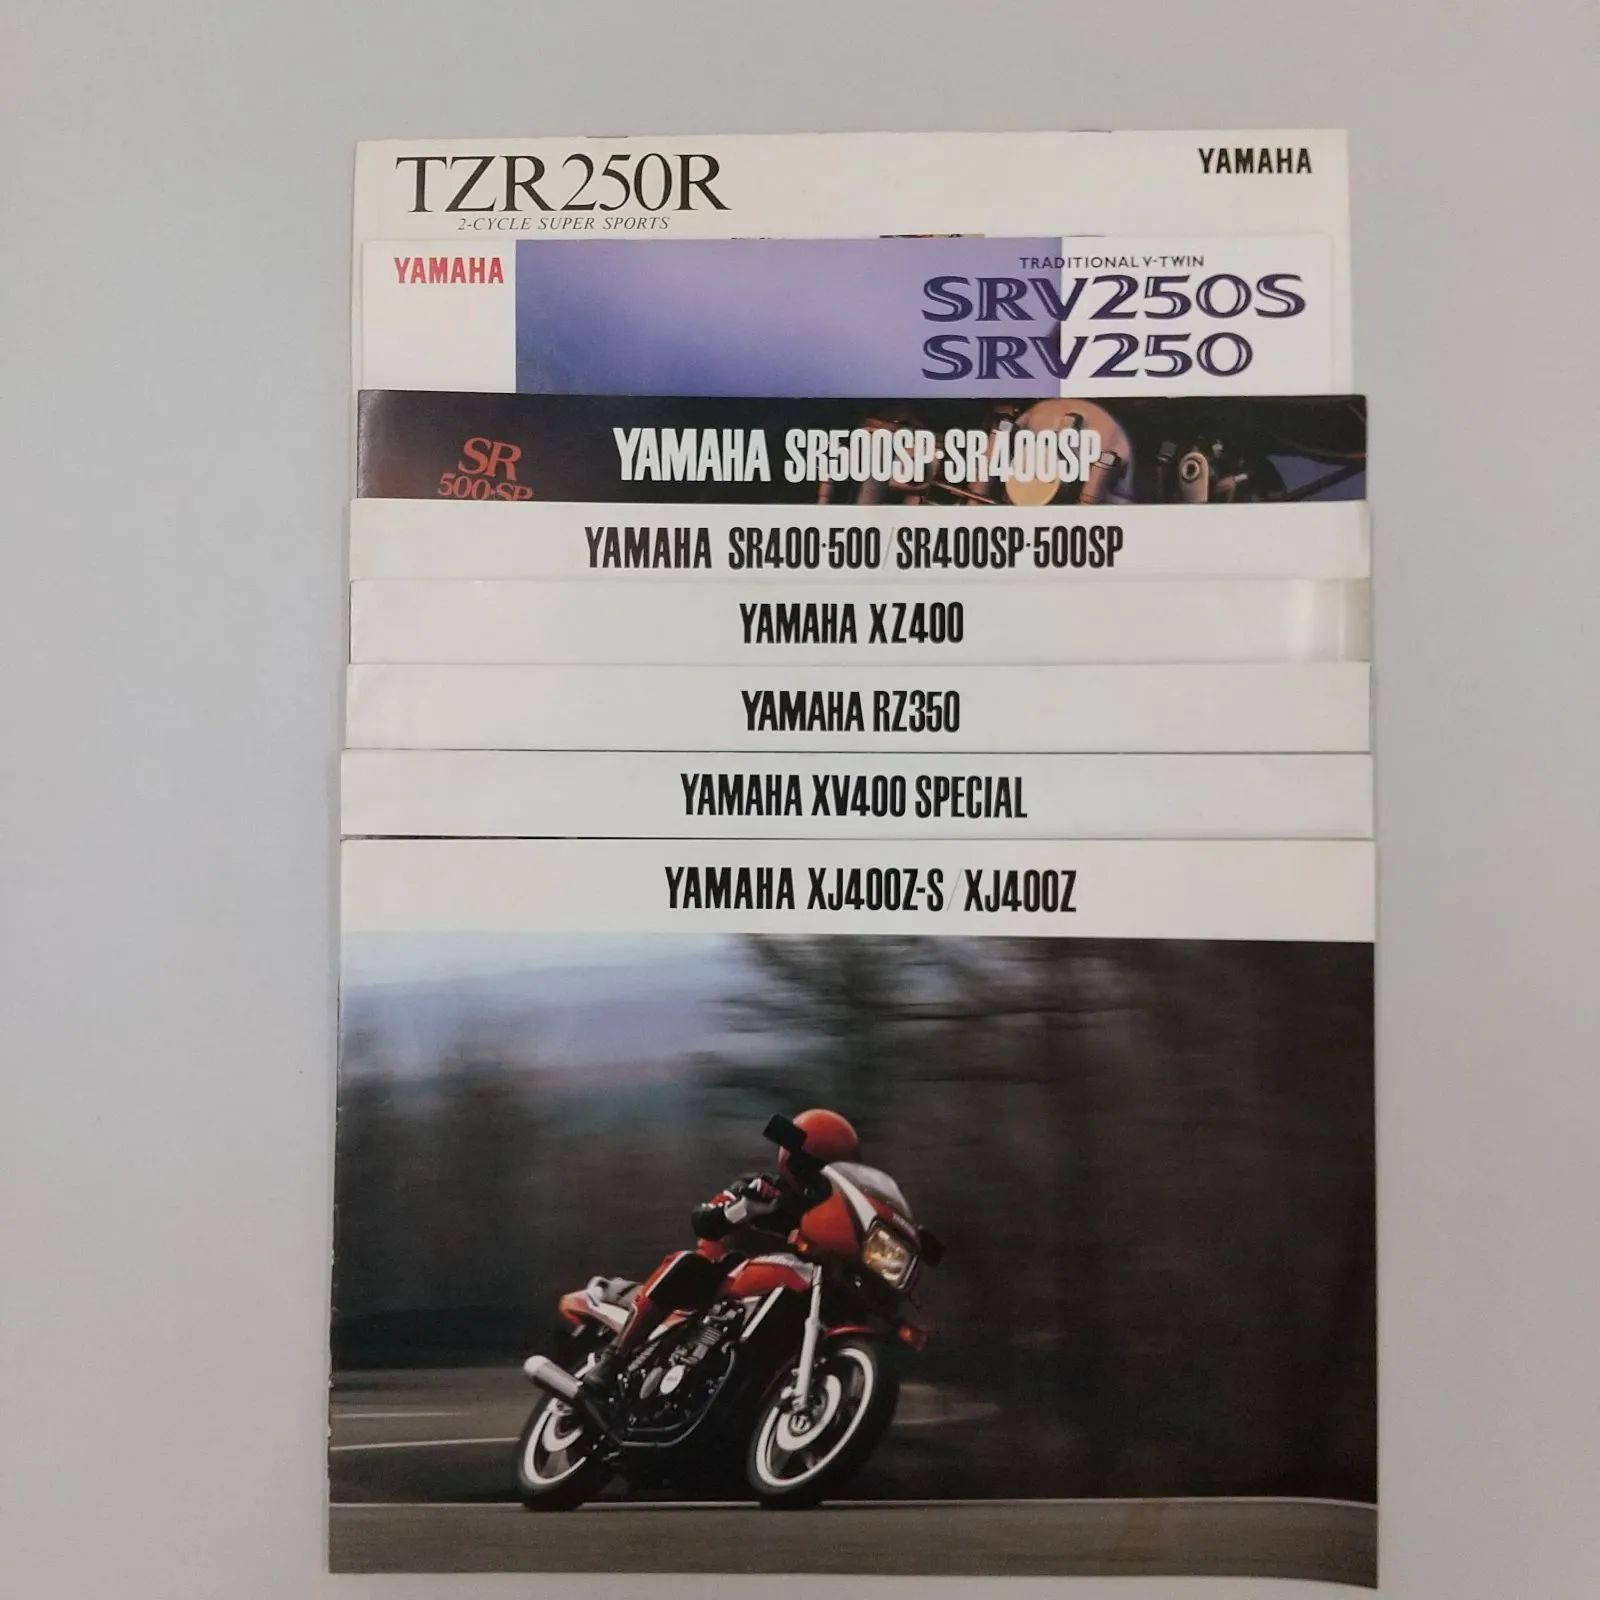 TZR250R
YAMAHA
2-CYCLE SUPER SPORTS
YAMAHA
TRADITIONAL V-TWIN
SRV250S
SRV250
SR
500·SP
YAMAHA SR500SP·SR400SP
YAMAHA SR400·500/SR400SP·500SP
YAMAHA XZ400
YAMAHA RZ350
YAMAHA XV400 SPECIAL
YAMAHA XJ400Z-S/XJ400Z